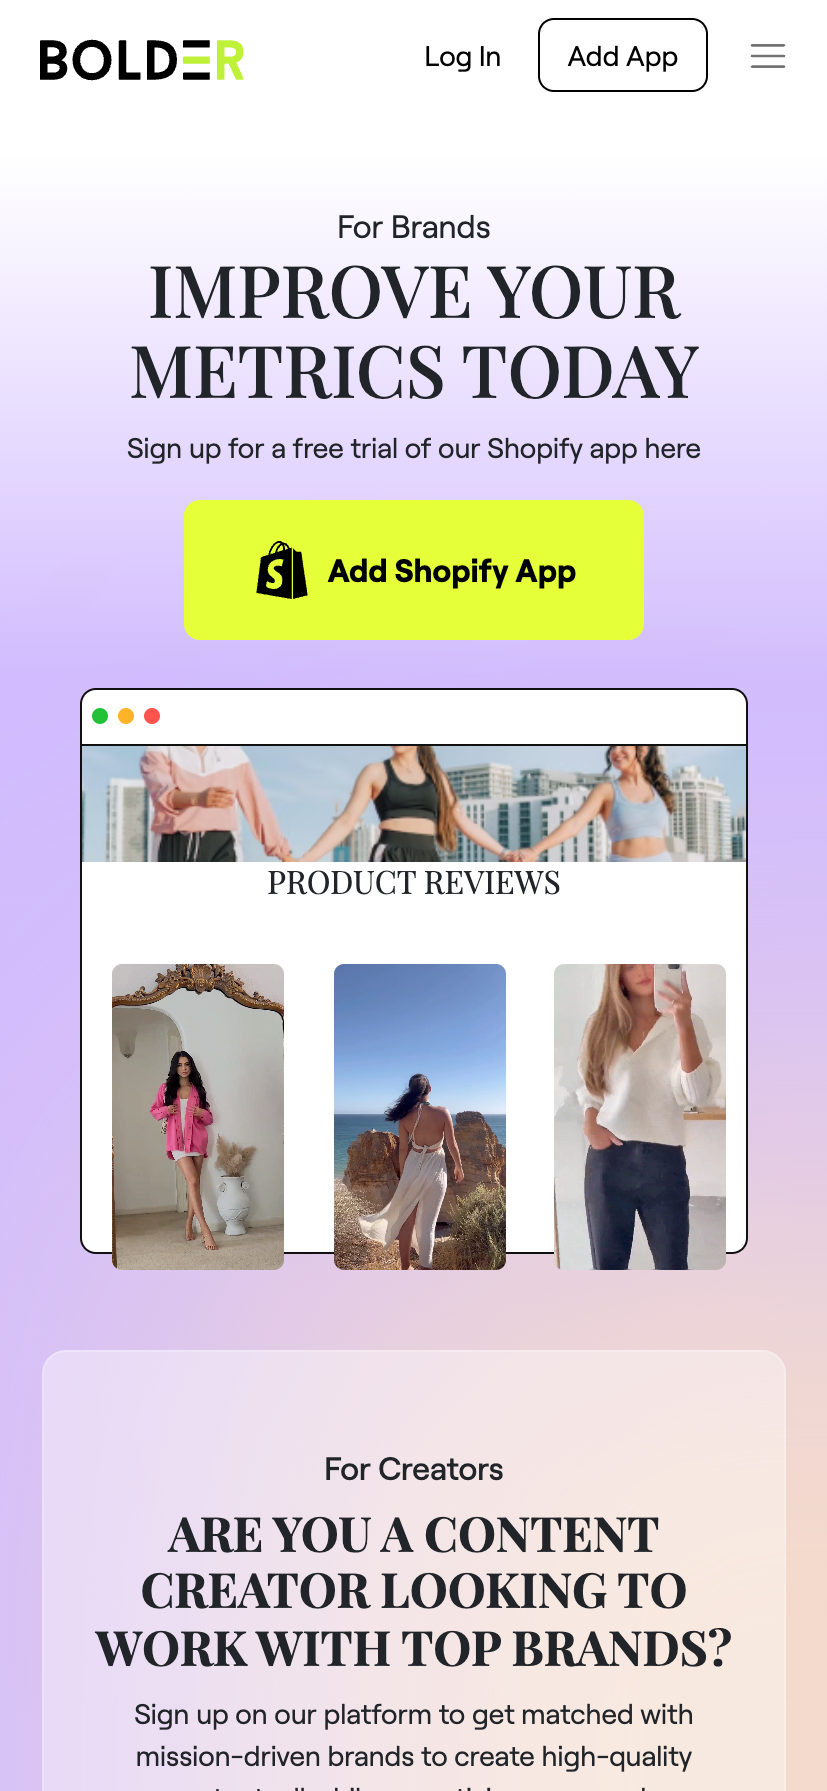 BOLDER
Log In
Add App
For Brands
IMPROVE YOUR
METRICS TODAY
Sign up for a free trial of our Shopify app here
Add Shopify App
PRODUCT REVIEWS
For Creators
ARE YOU A CONTENT
CREATOR LOOKING TO
WORK WITH TOP BRANDS?
Sign up on our platform to get matched with
mission-driven brands to create high-quality